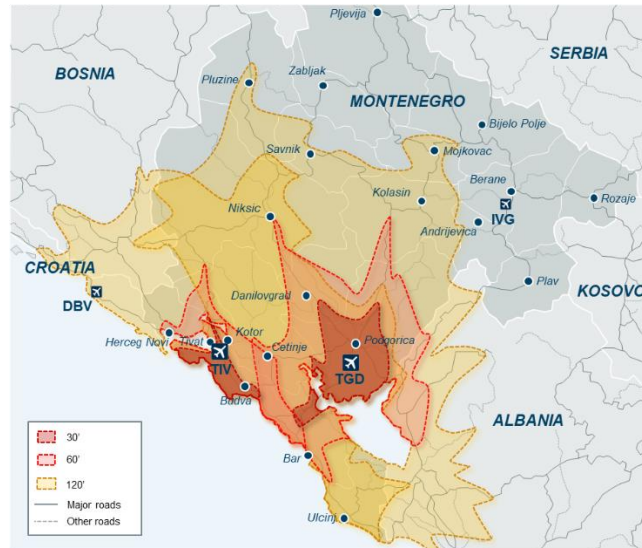 Pljevlja
SERBIA
BOSNIA
Pluzine
Zabljak
MONTENEGRO
Bijelo Polje
Savnik
Mojkovac
Berane
Kolasin
Rozaje
Niksic
IVG
Andrijevica
CROATIA
Plav
KOSOVO
DBV
Danilovgrad
Herceg Novi
Tivat
Kotor
Podgorica
TIV
Cetinje
TGD
Budva
ALBANIA
30'
60'
120'
Bar
Major roads
Other roads
Ulcinj